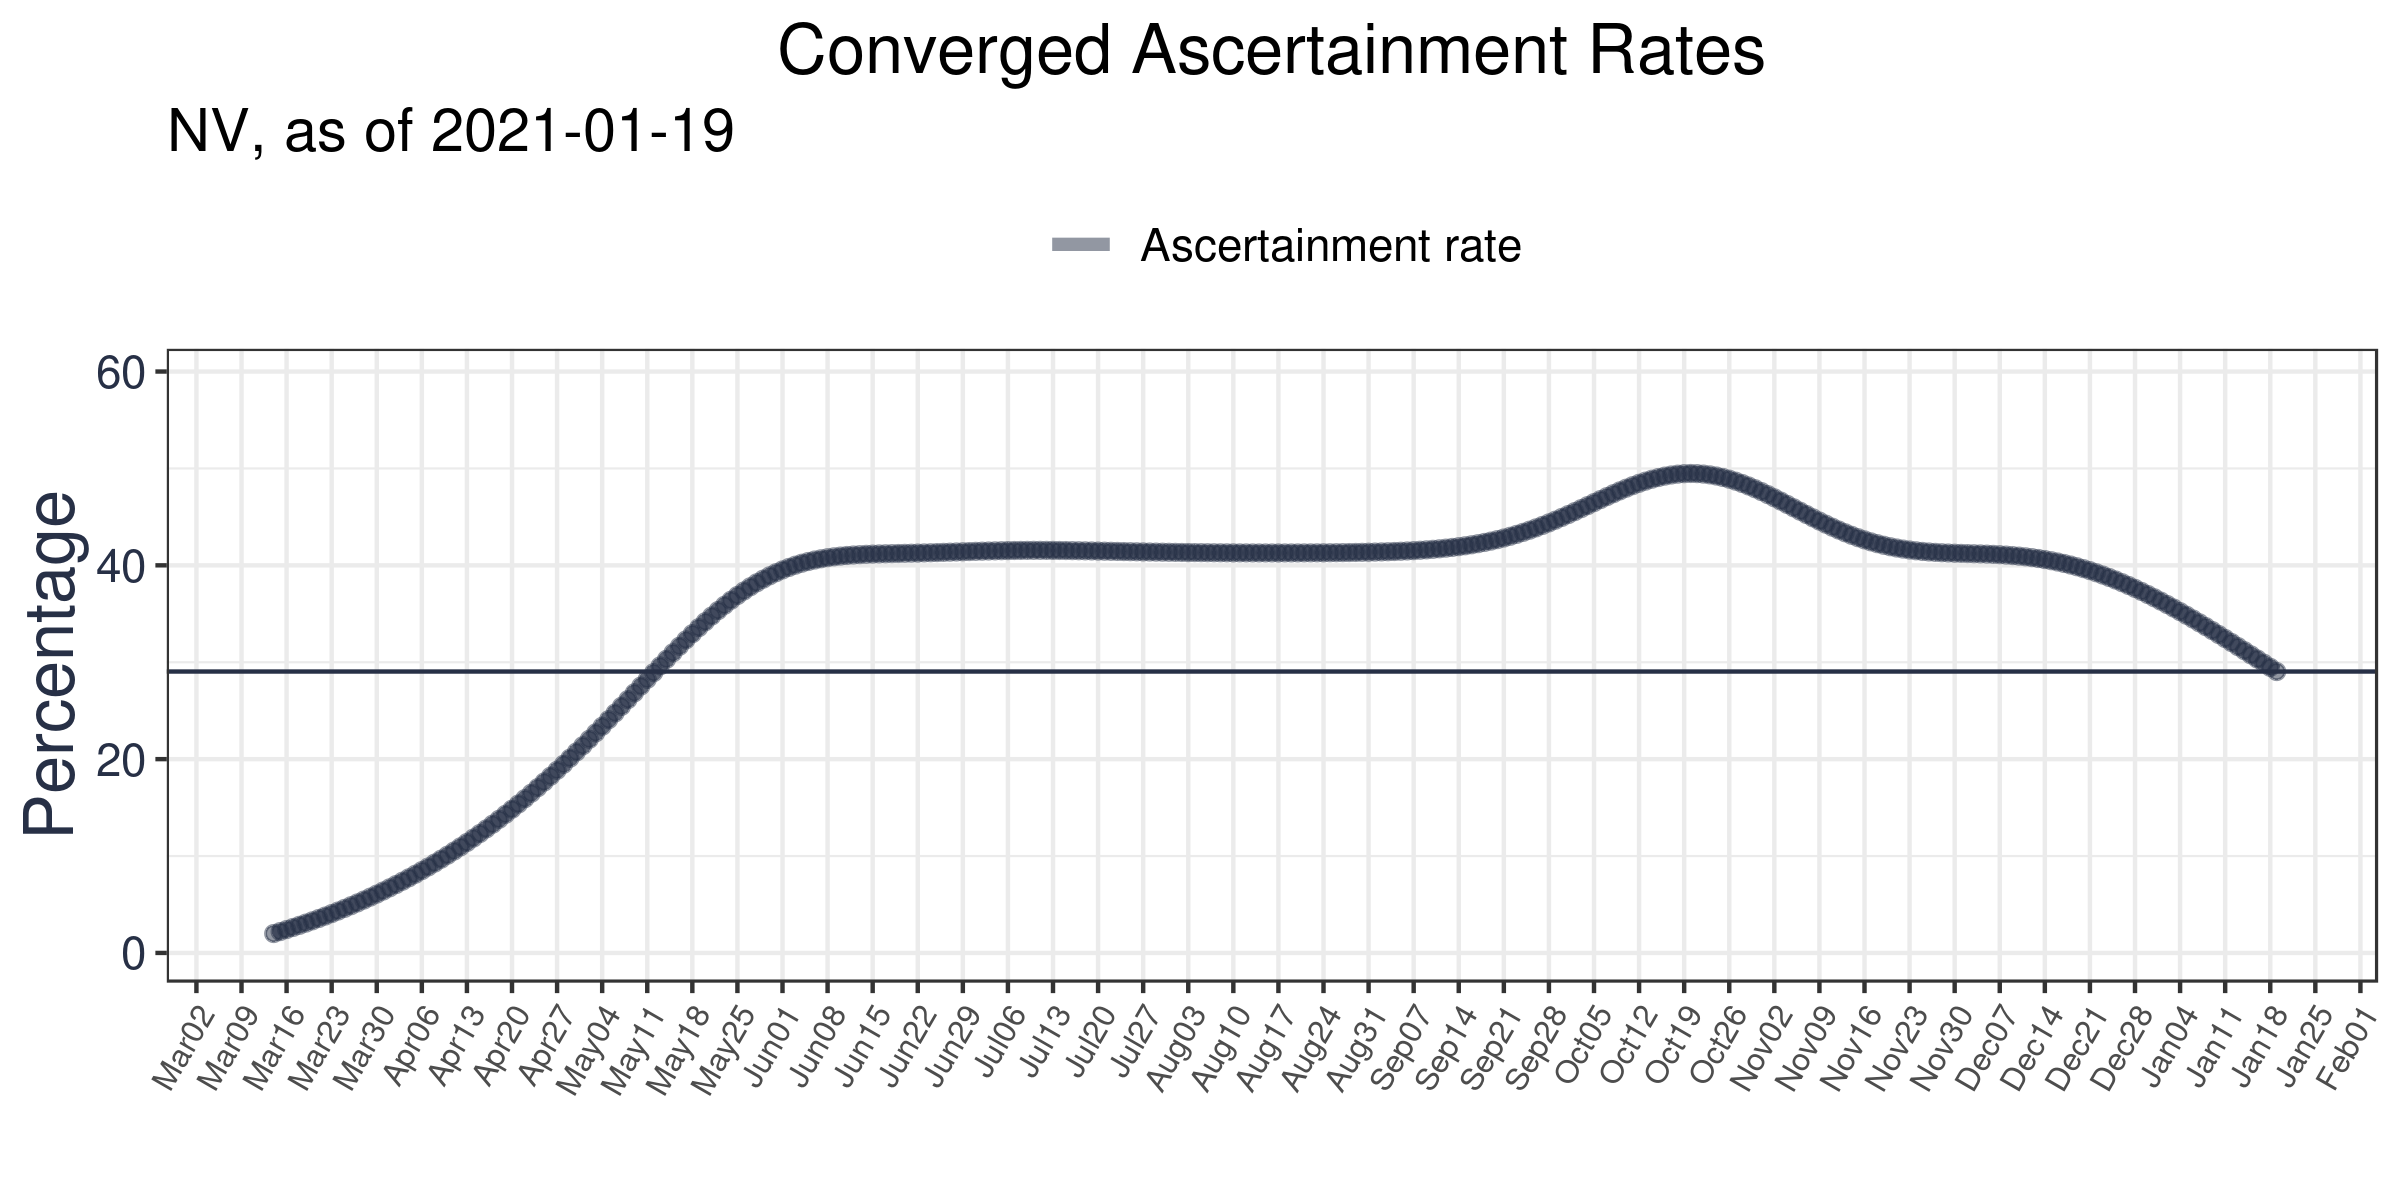 Converged Ascertainment Rates
NV, as of 2021-01-19
Ascertainment rate
Percentage
60
40
20
0
Mar02
Mar09
Mar16
Mar23
Mar30
Apr06
Apr13
Apr20
Apr27
May04
May11
May18
May25
Jun01
Jun08
Jun15
Jun22
Jun29
Jul06
Jul13
Jul20
Jul27
Aug03
Aug10
Aug17
Aug24
Aug31
Sep07
Sep14
Sep21
Sep28
Oct05
Oct12
Oct19
Oct26
Nov02
Nov09
Nov16
Nov23
Nov30
Dec07
Dec14
Dec21
Dec28
Jan04
Jan11
Jan18
Jan25
Feb01